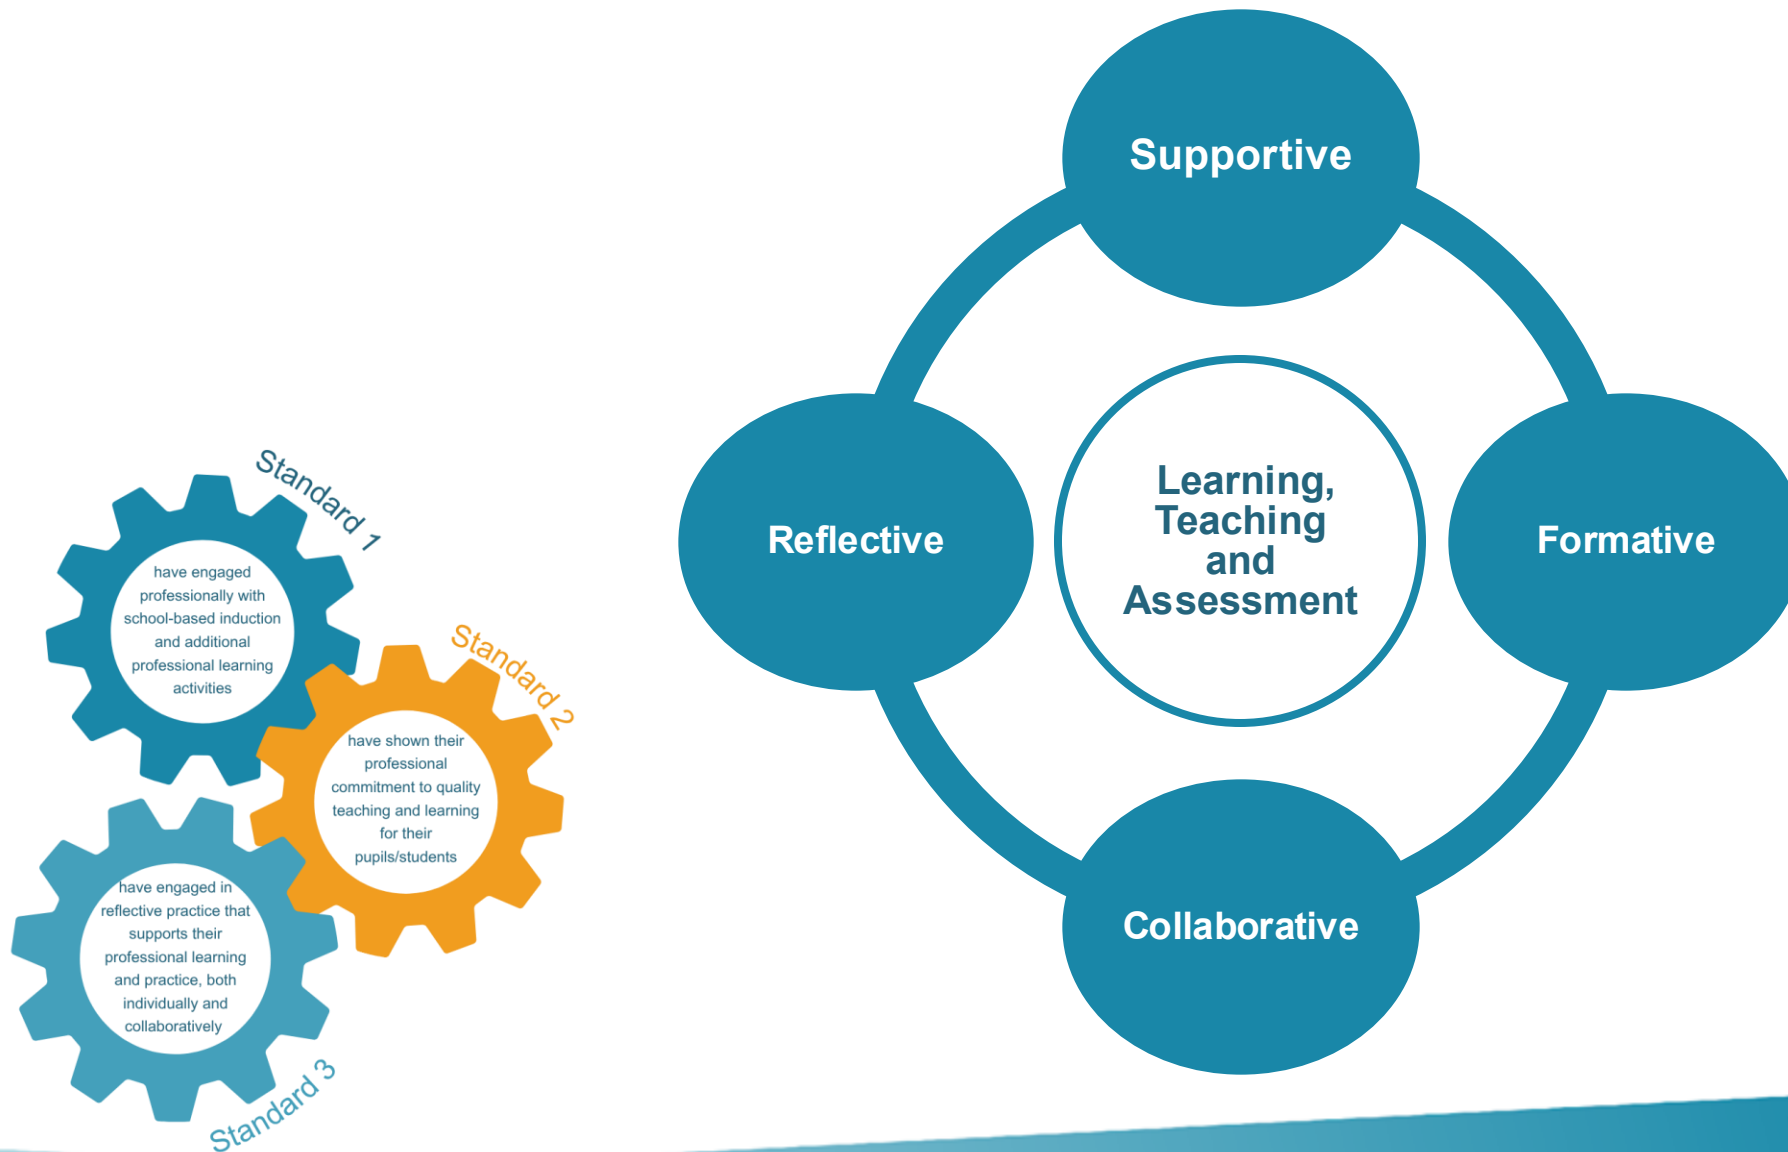 Standard 1
have engaged
professionally with
school-based induction
and additional
professional learning
activities
Standard 2
have shown their
professional
commitment to quality
teaching and learning
for their
pupils/students
have engaged in
reflective practice that
supports their
professional learning
and practice, both
individually and
collaboratively
Standard 3
Supportive
Reflective
Learning,
Teaching
and
Assessment
Formative
Collaborative